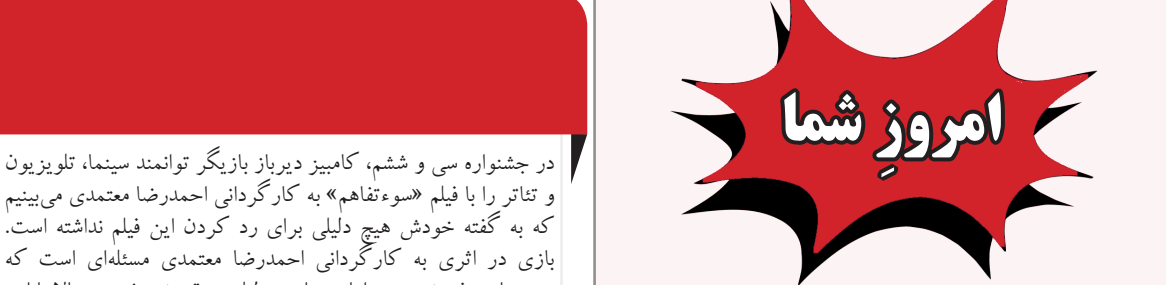 امروزِ شما
در جشنواره سی و ششم، کامبیز دیرباز بازیگر توانمند سینما، تلویزیون
و تئاتر را با فیلم «سوء‌تفاهم» به کارگردانی احمدرضا معتمدی می‌بینیم
که به گفته خودش هیچ دلیلی برای رد کردن این فیلم نداشته است.
بازی در اثری به کارگردانی احمدرضا معتمدی مسئله‌ای است که